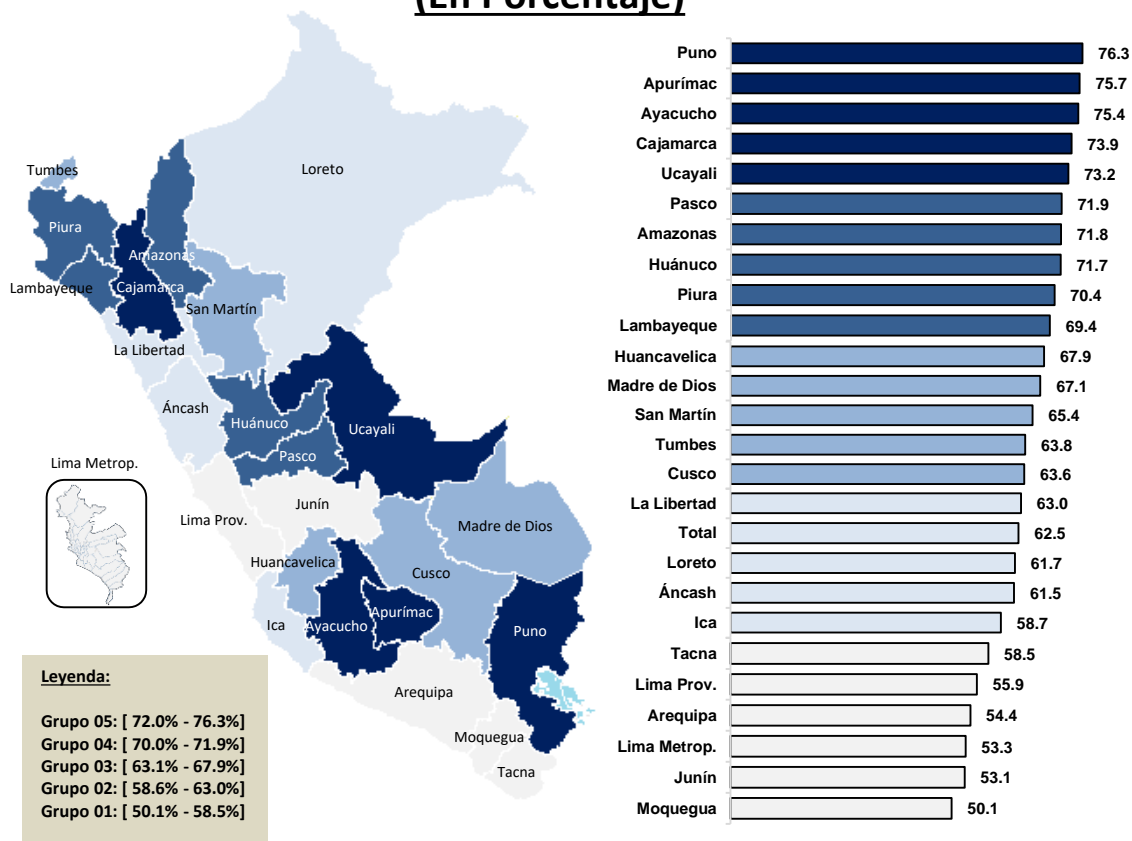 (En Porcentaje)
Loreto
Tumbes
Piura
Amazonas
Lambayeque
Cajamarca
San Martín
La Libertad
Áncash
Huánuco
Ucayali
Pasco
Lima Metrop.
Junín
Lima Prov.
Madre de Dios
Huancavelica
Cusco
Apurímac
Ica
Ayacucho
Puno
Arequipa
Moquegua
Tacna
Leyenda:
Grupo 05: [ 72.0% - 76.3%]
Grupo 04: [ 70.0% - 71.9%]
Grupo 03: [ 63.1% - 67.9%]
Grupo 02: [ 58.6% - 63.0%]
Grupo 01: [ 50.1% - 58.5%]
Puno 76.3
Apurímac 75.7
Ayacucho 75.4
Cajamarca 73.9
Ucayali 73.2
Pasco 71.9
Amazonas 71.8
Huánuco 71.7
Piura 70.4
Lambayeque 69.4
Huancavelica 67.9
Madre de Dios 67.1
San Martín 65.4
Tumbes 63.8
Cusco 63.6
La Libertad 63.0
Total 62.5
Loreto 61.7
Áncash 61.5
Ica 58.7
Tacna 58.5
Lima Prov. 55.9
Arequipa 54.4
Lima Metrop. 53.3
Junín 53.1
Moquegua 50.1